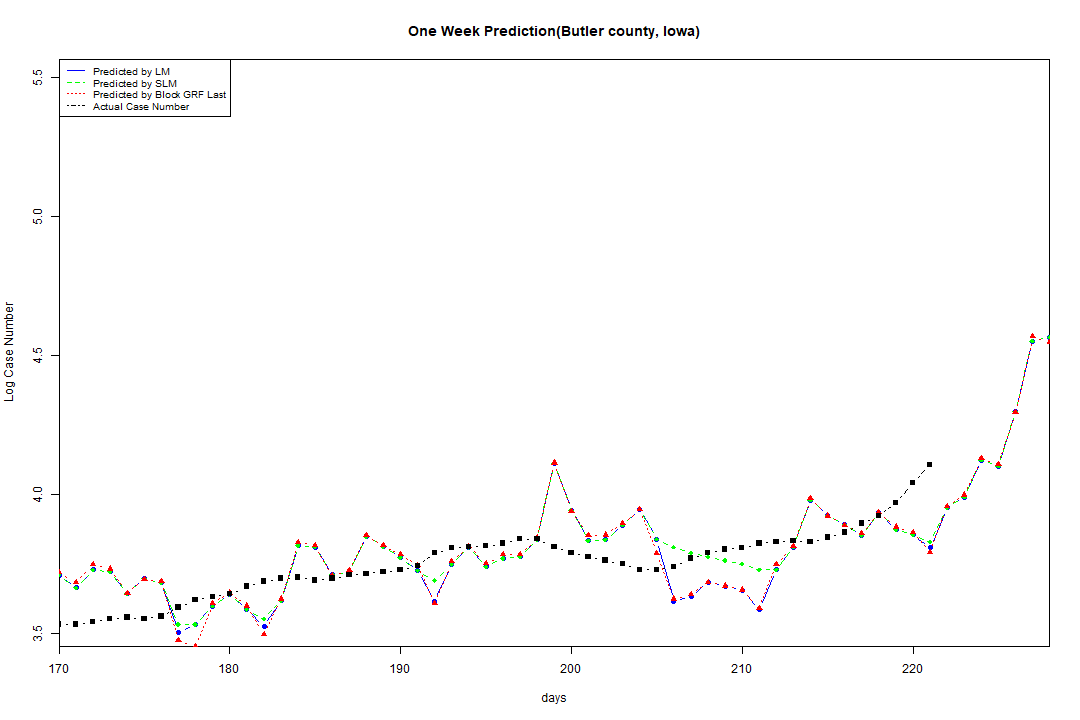 One Week Prediction(Butler county, Iowa)
Predicted by LM
Predicted by SLM
Predicted by Block GRF Last
Actual Case Number
5.5
5.0
4.5
4.0
3.5
Log Case Number
170 180 190 200 210 220
days